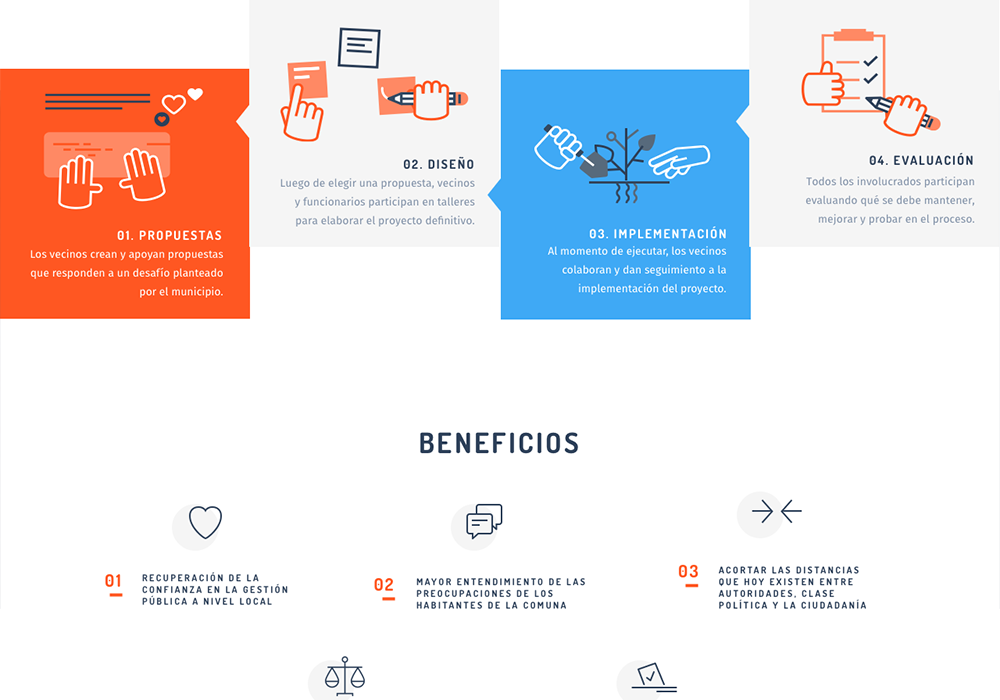 01. PROPUESTAS
Los vecinos crean y apoyan propuestas
que responden a un desafío planteado
por el municipio.
02. DISEÑO
Luego de elegir una propuesta, vecinos
y funcionarios participan en talleres
para elaborar el proyecto definitivo.
03. IMPLEMENTACIÓN
Al momento de ejecutar, los vecinos
colaboran y dan seguimiento a la
implementación del proyecto.
04. EVALUACIÓN
Todos los involucrados participan
evaluando qué se debe mantener,
mejorar y probar en el proceso.
BENEFICIOS
01
RECUPERACIÓN DE LA
CONFIANZA EN LA GESTIÓN
PÚBLICA A NIVEL LOCAL
02
MAYOR ENTENDIMIENTO DE LAS
PREOCUPACIONES DE LOS
HABITANTES DE LA COMUNA
03
ACORTAR LAS DISTANCIAS
QUE HOY EXISTEN ENTRE
AUTORIDADES, CLASE
POLÍTICA Y LA CIUDADANÍA